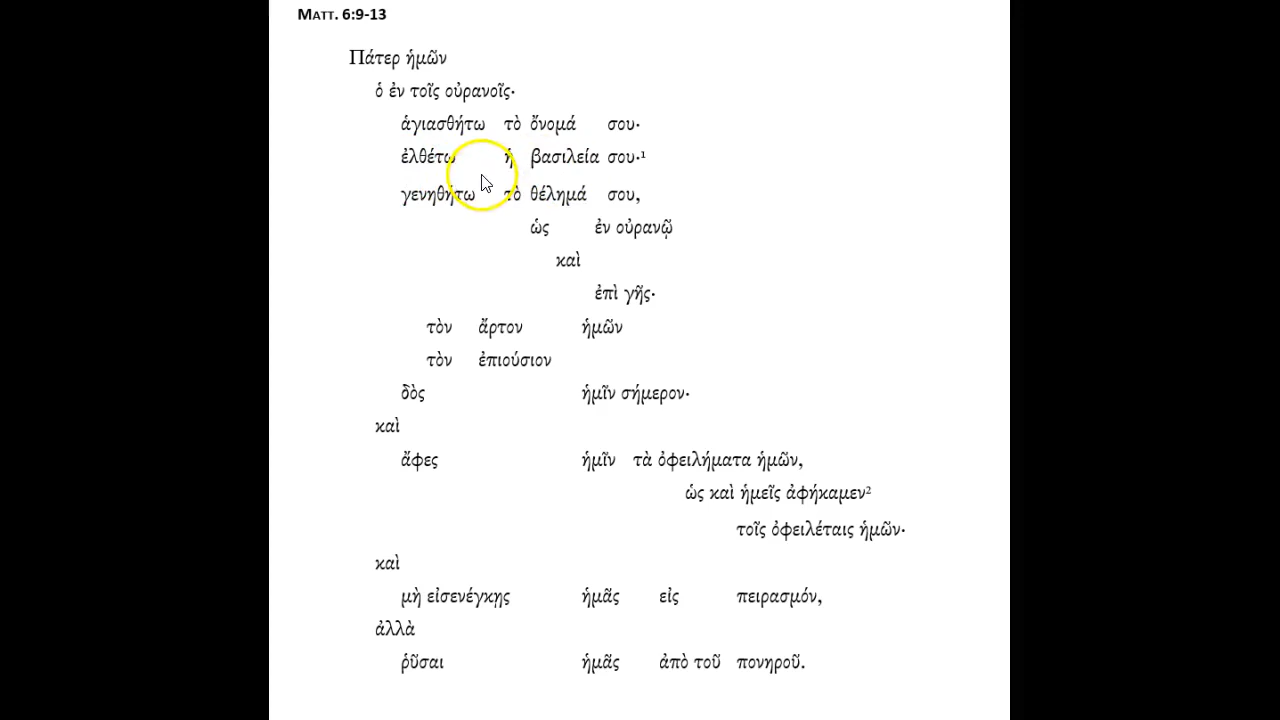 Matt. 6:9-13
Πάτερ ἡμῶν
ὁ ἐν τοῖς οὐρανοῖς·
ἁγιασθήτω τὸ ὄνομά σου·
ἐλθέτω ἡ βασιλεία σου·¹
γενηθήτω τὸ θέλημά σου,
ὡς ἐν οὐρανῷ
καὶ
ἐπὶ γῆς·
τὸν ἄρτον ἡμῶν
τὸν ἐπιούσιον
δὸς ἡμῖν σήμερον·
καὶ
ἄφες ἡμῖν τὰ ὀφειλήματα ἡμῶν,
ὡς καὶ ἡμεῖς ἀφήκαμεν²
τοῖς ὀφειλέταις ἡμῶν·
καὶ
μὴ εἰσενέγκῃς ἡμᾶς εἰς πειρασμόν,
ἀλλὰ
ῥῦσαι ἡμᾶς ἀπὸ τοῦ πονηροῦ.